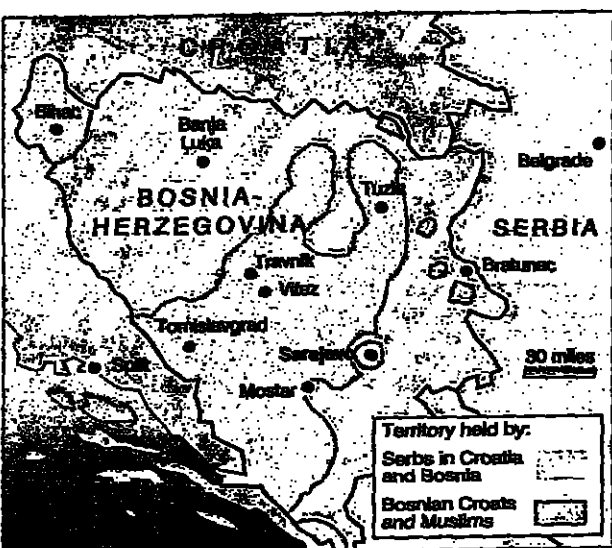 CROATIA
Bihac
Banja
Luka
Belgrade
BOSNIA-
HERZEGOVINA
Tuzla
SERBIA
Travnik
Bratunac
Vitez
Tomislavgrad
Split
Sarajevo
30 miles
Mostar
Territory held by:
Serbs in Croatia
and Bosnia
Bosnian Croats
and Muslims